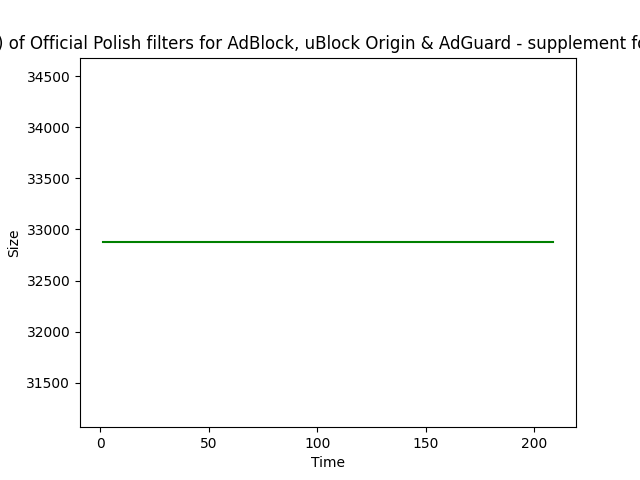 ) of Official Polish filters for AdBlock, uBlock Origin & AdGuard - supplement fo
34500
34000
33500
33000
32500
32000
31500
Size
0 50 100 150 200
Time